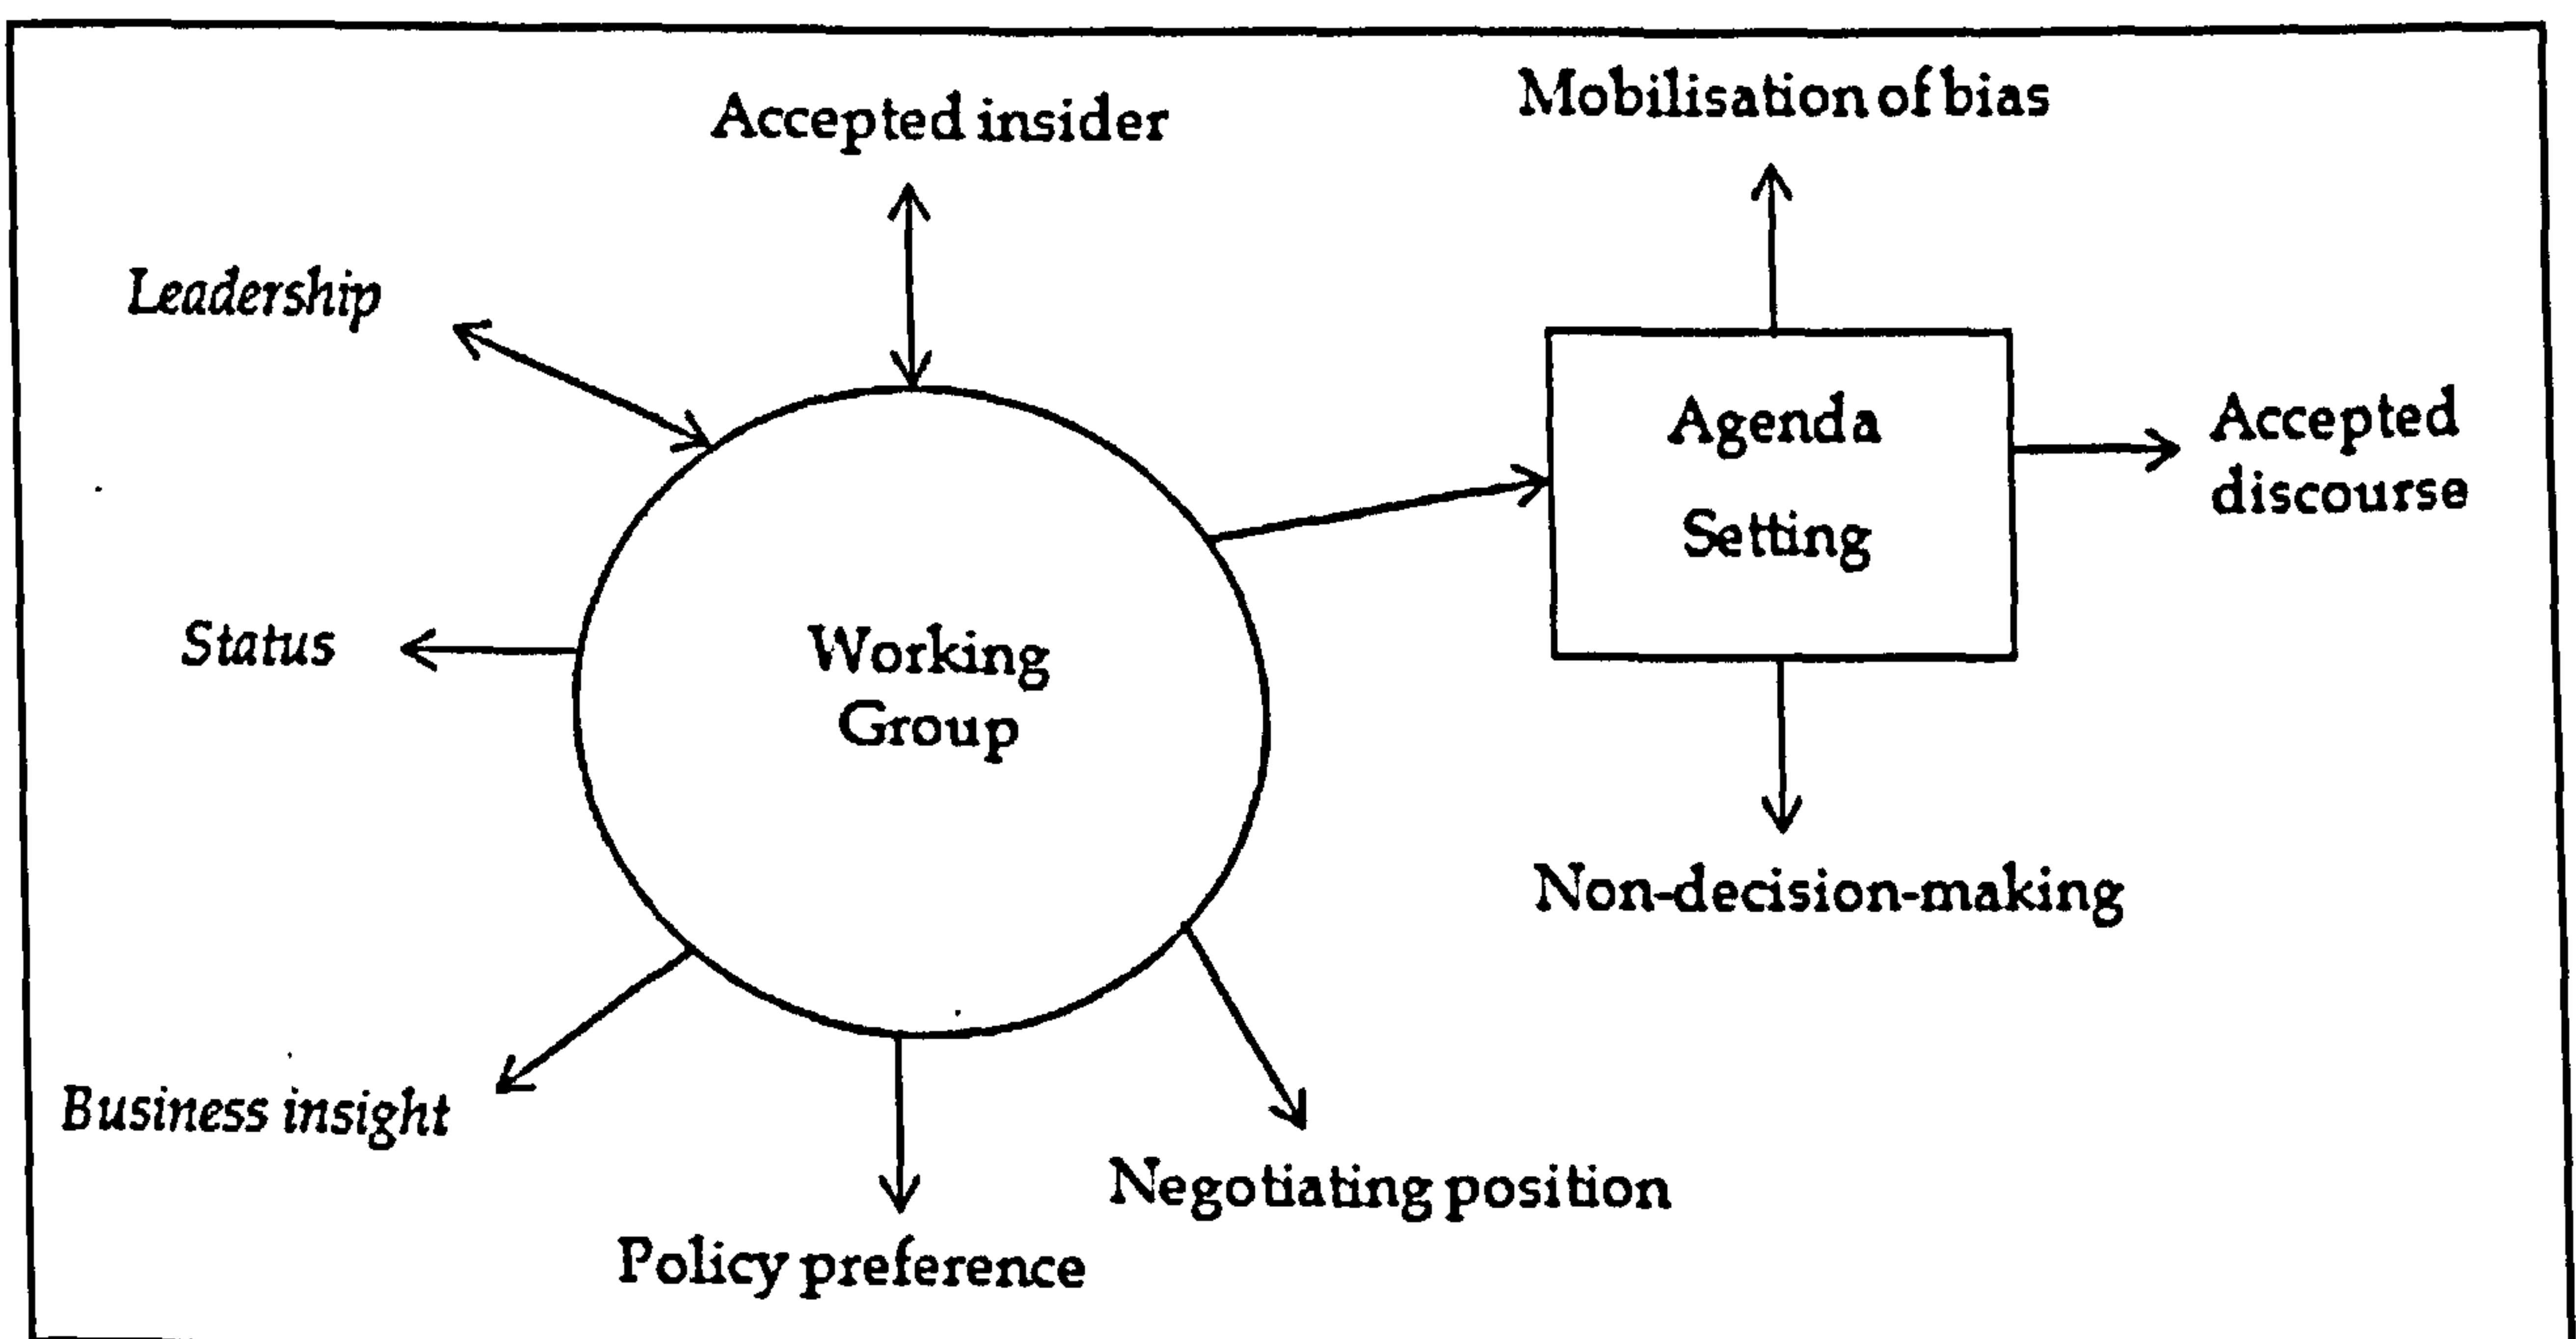 Mobilisation of bias
Accepted insider
Leadership
Agenda
Setting
Accepted
discourse
Status
Working
Group
Non-decision-making
Business insight
Negotiating position
Policy preference